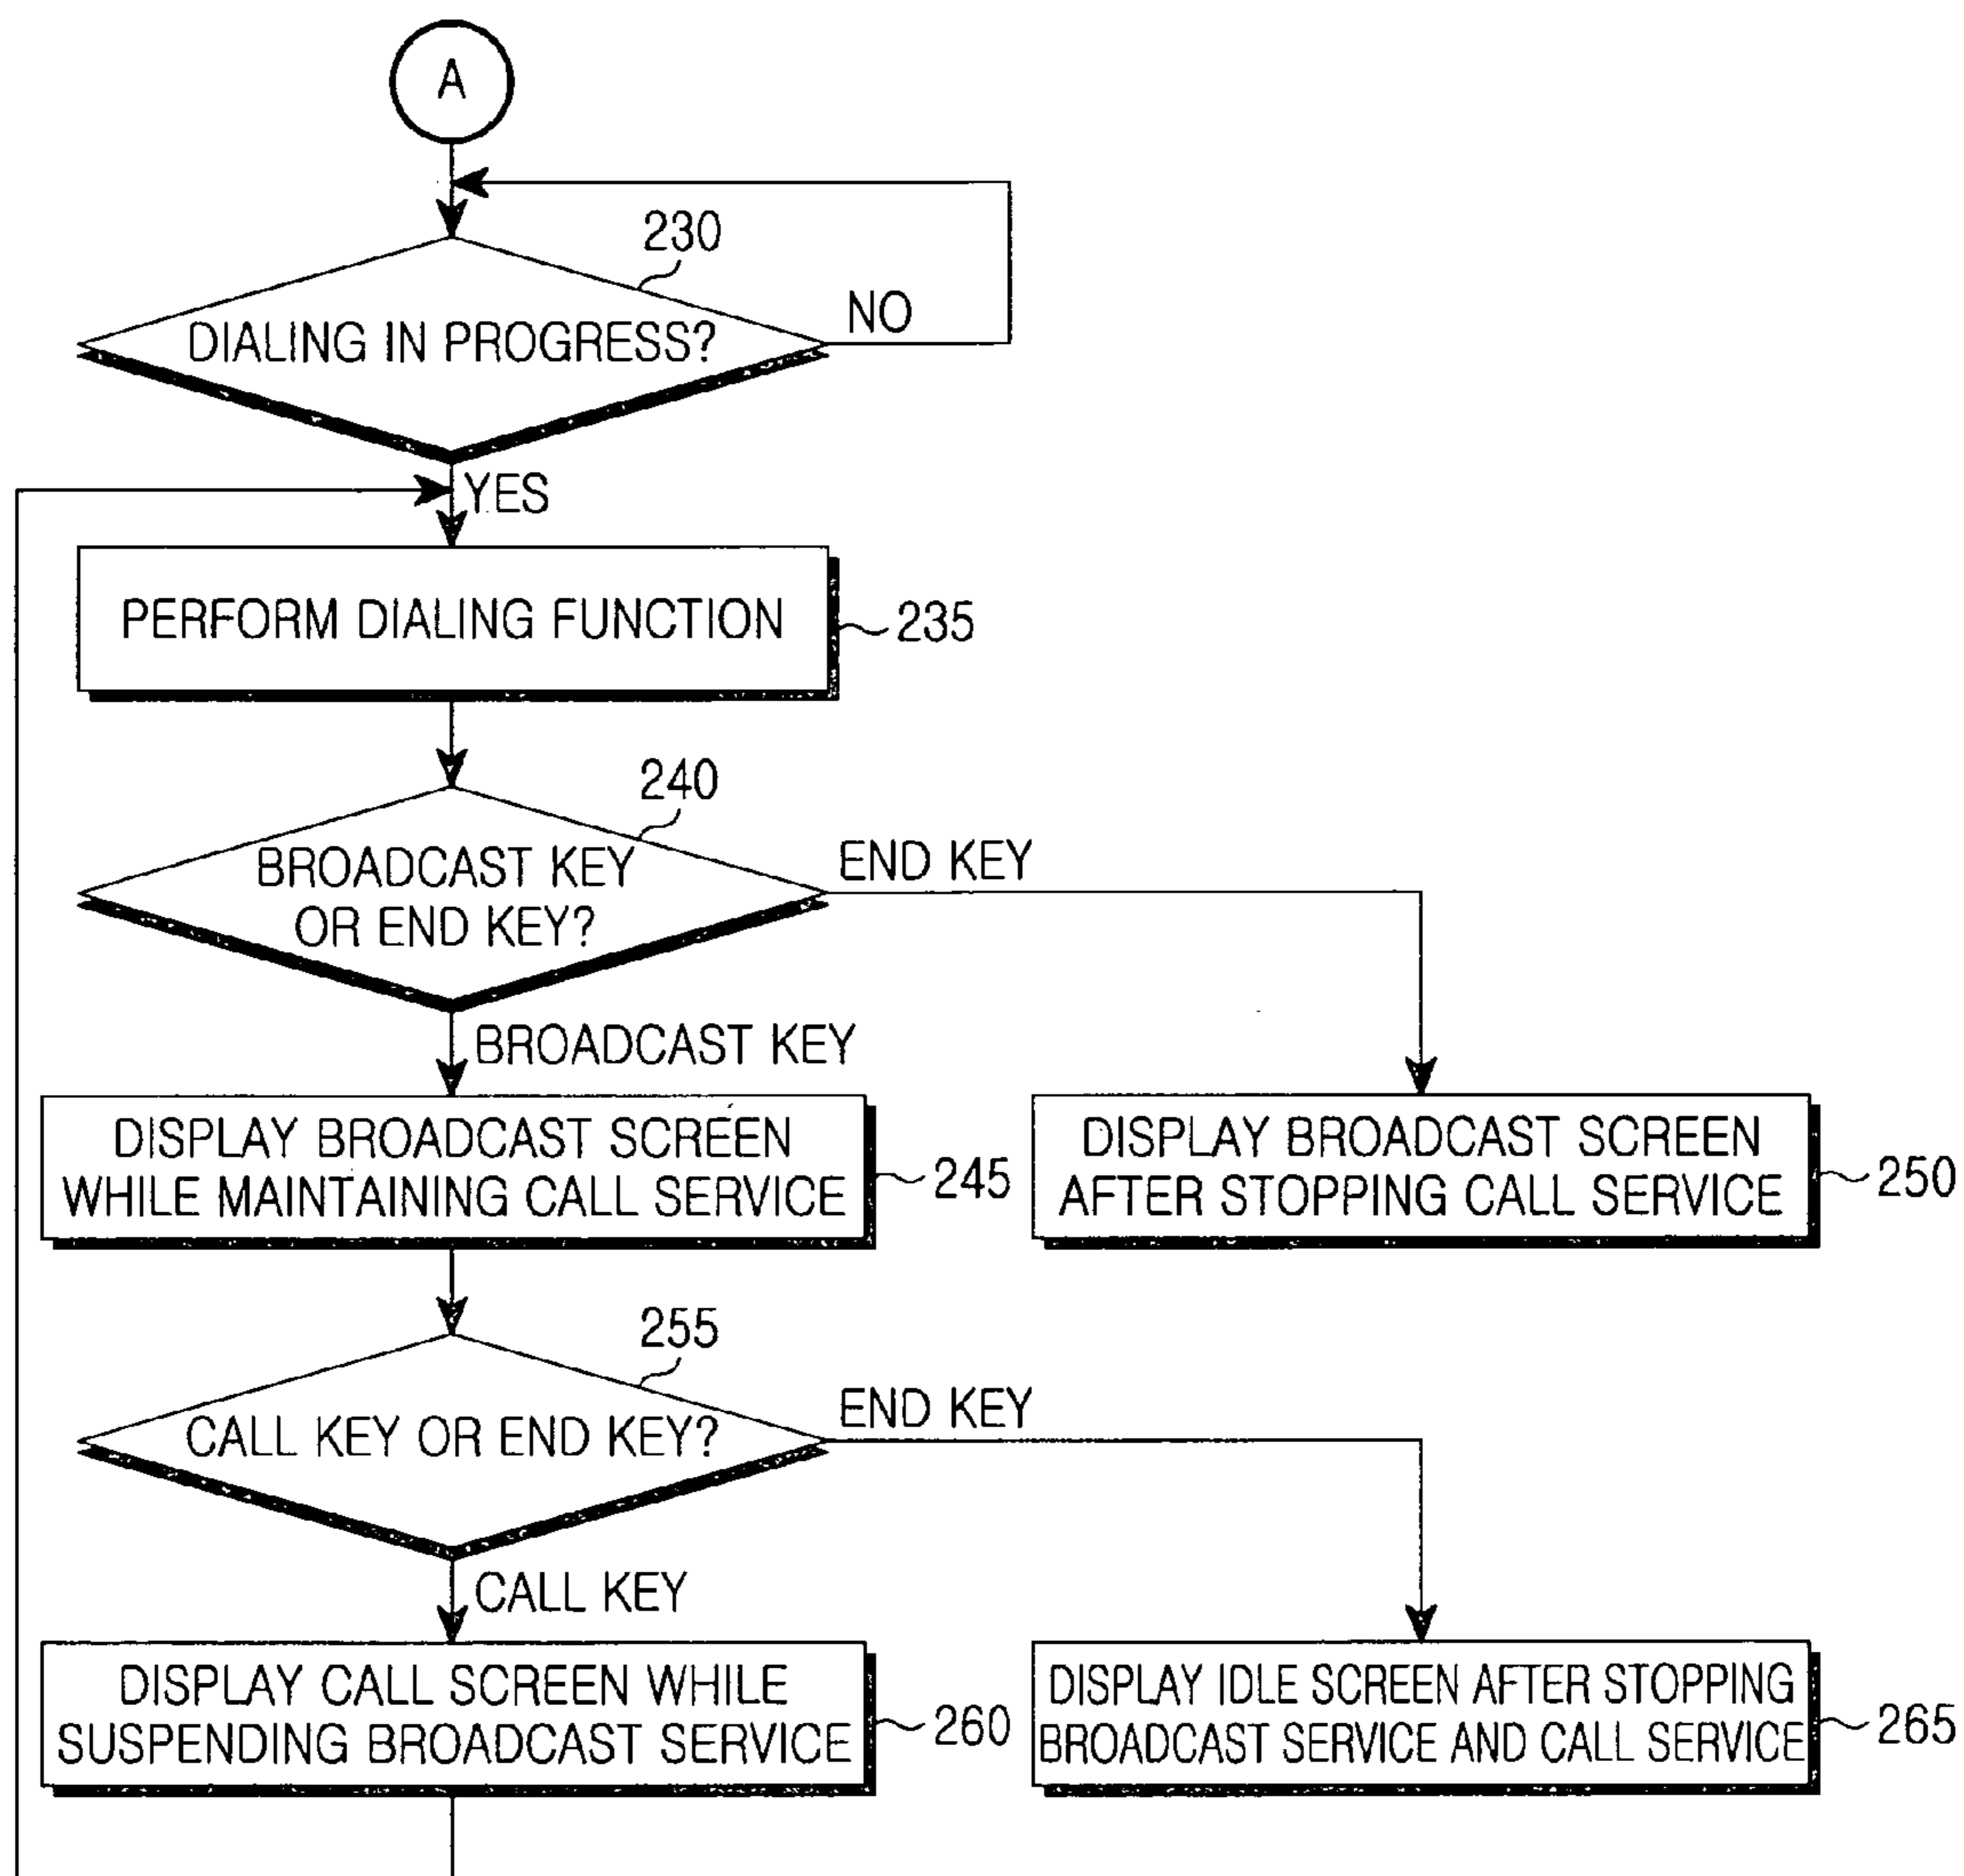 A
230
NO
DIALING IN PROGRESS?
YES
PERFORM DIALING FUNCTION
235
240
END KEY
BROADCAST KEY
OR END KEY?
BROADCAST KEY
DISPLAY BROADCAST SCREEN
WHILE MAINTAINING CALL SERVICE
245
DISPLAY BROADCAST SCREEN
AFTER STOPPING CALL SERVICE
250
255
END KEY
CALL KEY OR END KEY?
CALL KEY
DISPLAY CALL SCREEN WHILE
SUSPENDING BROADCAST SERVICE
260
DISPLAY IDLE SCREEN AFTER STOPPING
BROADCAST SERVICE AND CALL SERVICE
265